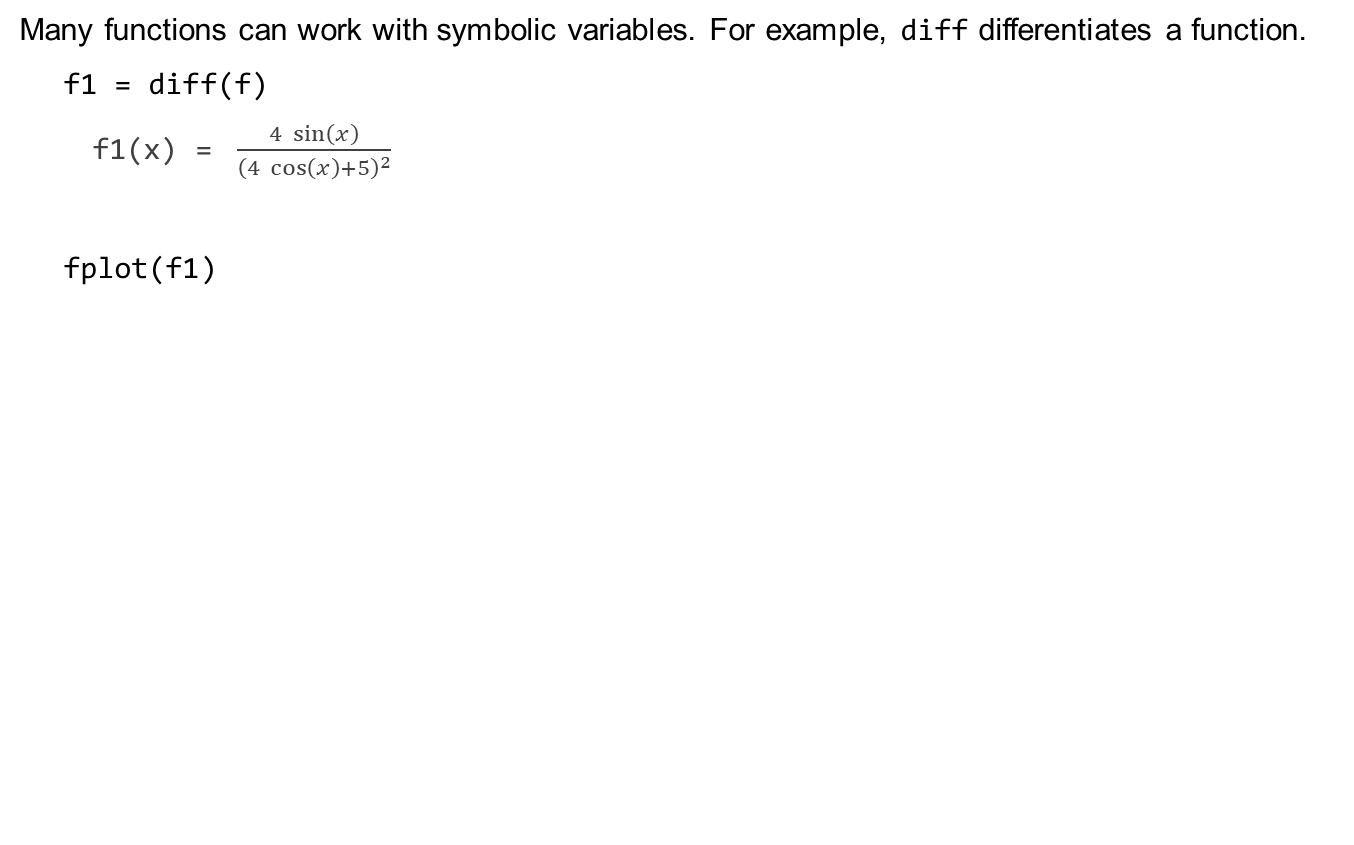 Many functions can work with symbolic variables. For example, diff differentiates a function.
f1 = diff(f)
f1(x) = 4 sin(x) / (4 cos(x)+5)²
fplot(f1)